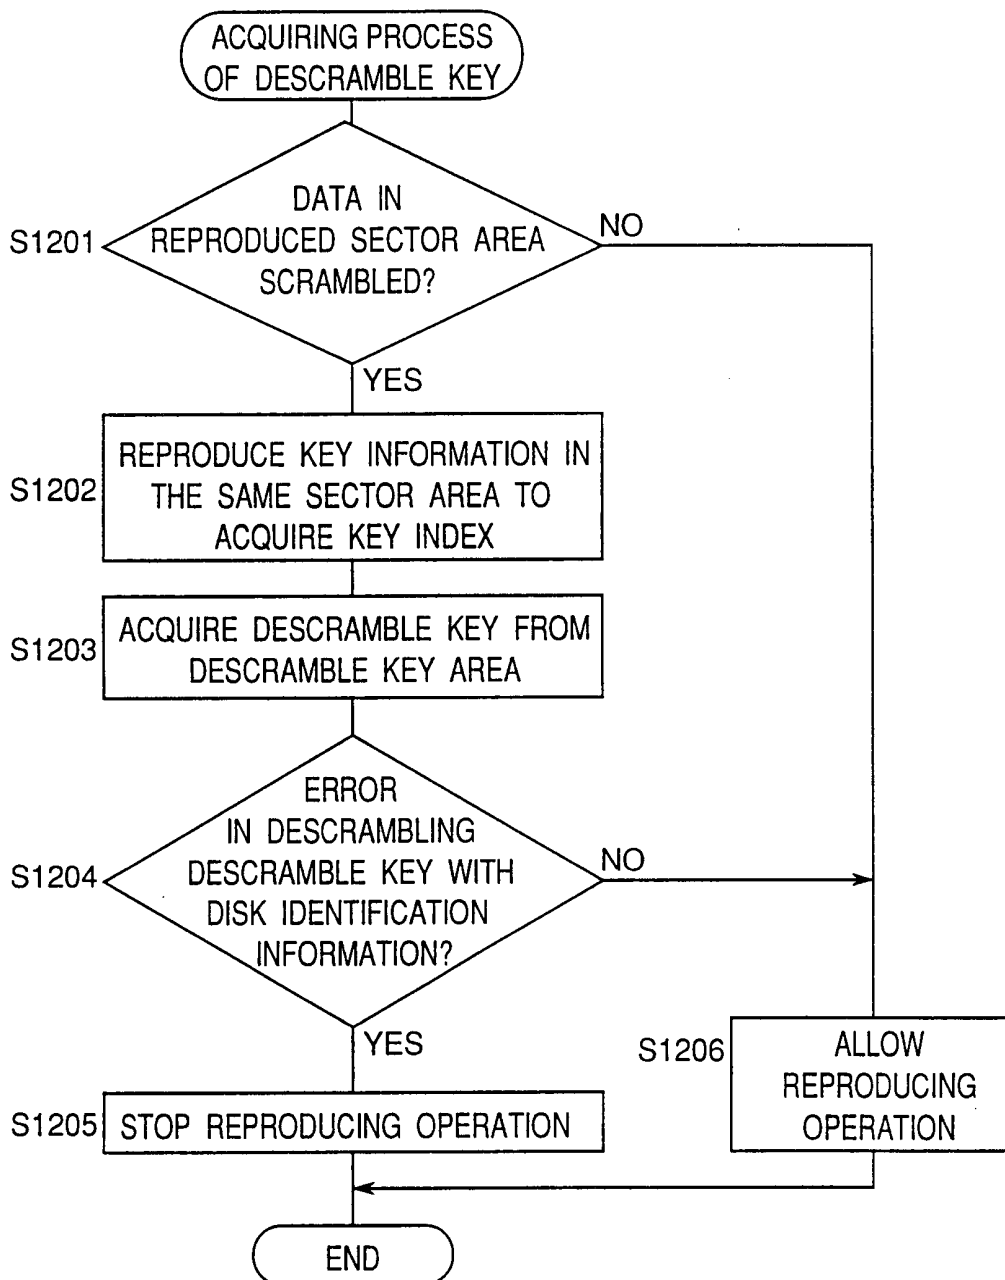 ACQUIRING PROCESS
OF DESCRAMBLE KEY
DATA IN
REPRODUCED SECTOR AREA
SCRAMBLED?
S1201
NO
YES
REPRODUCE KEY INFORMATION IN
THE SAME SECTOR AREA TO
ACQUIRE KEY INDEX
S1202
ACQUIRE DESCRAMBLE KEY FROM
DESCRAMBLE KEY AREA
S1203
ERROR
IN DESCRAMBLING
DESCRAMBLE KEY WITH
DISK IDENTIFICATION
INFORMATION?
S1204
NO
YES
S1205
STOP REPRODUCING OPERATION
S1206
ALLOW
REPRODUCING
OPERATION
END